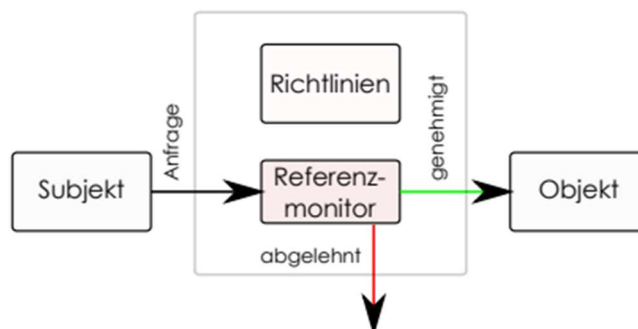 Richtlinien
Anfrage
genehmigt
Subjekt
Referenz-
monitor
Objekt
abgelehnt